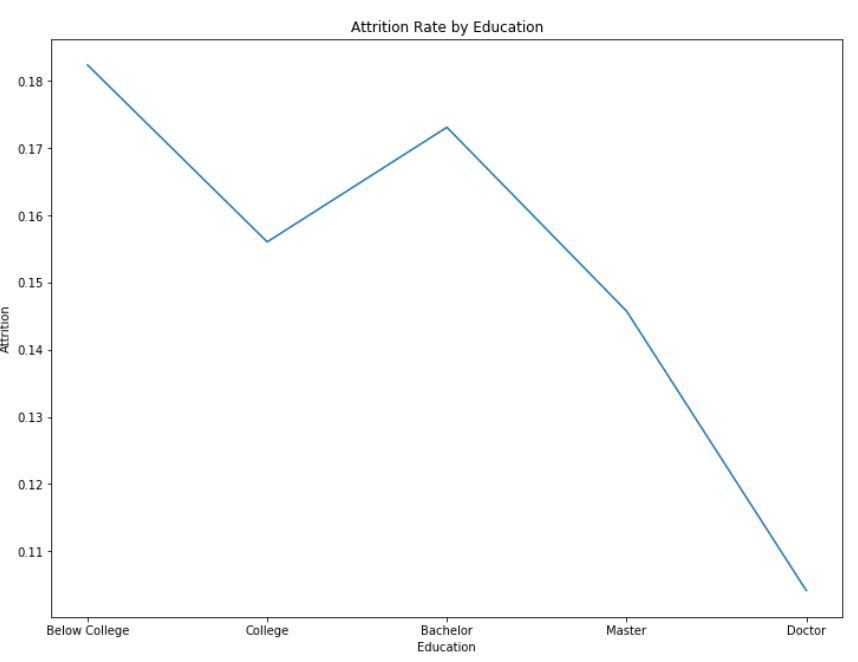 Attrition Rate by Education
Attrition
0.18
0.17
0.16
0.15
0.14
0.13
0.12
0.11
Below College College Bachelor Master Doctor
Education